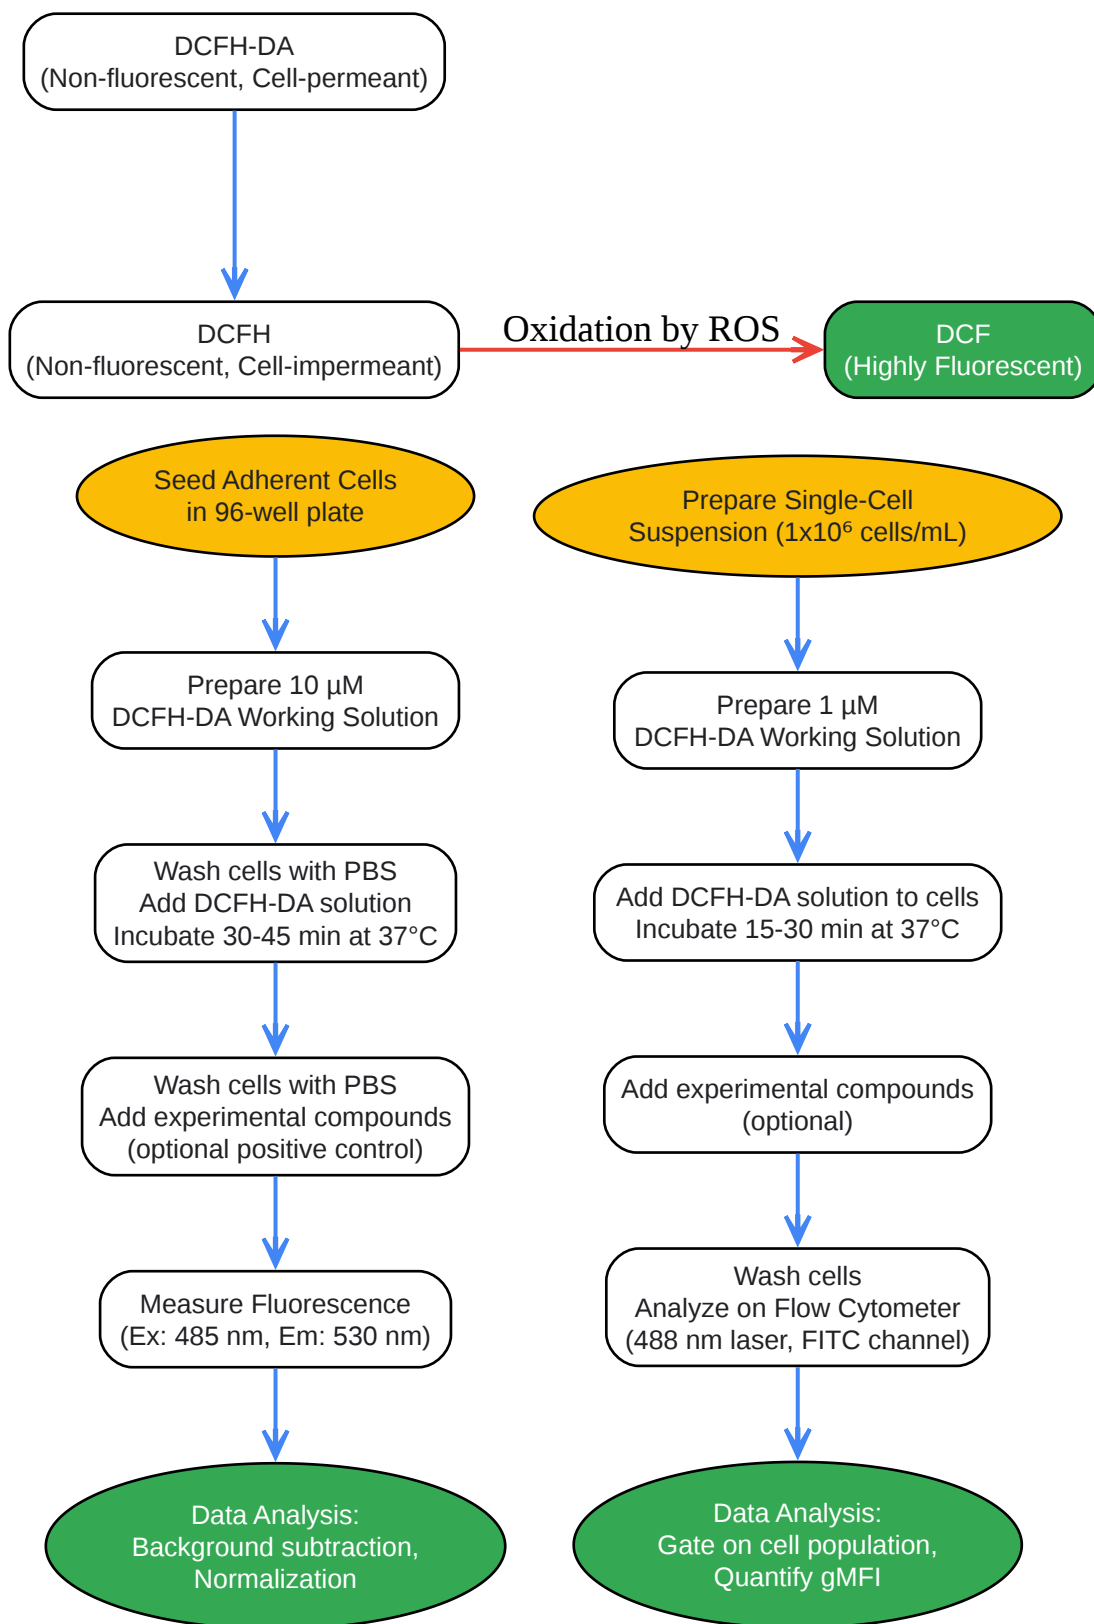 DCFH-DA
(Non-fluorescent, Cell-permeant)
DCFH
(Non-fluorescent, Cell-impermeant)
Oxidation by ROS
DCF
(Highly Fluorescent)
Seed Adherent Cells
in 96-well plate
Prepare 10 µM
DCFH-DA Working Solution
Wash cells with PBS
Add DCFH-DA solution
Incubate 30-45 min at 37°C
Wash cells with PBS
Add experimental compounds
(optional positive control)
Measure Fluorescence
(Ex: 485 nm, Em: 530 nm)
Data Analysis:
Background subtraction,
Normalization
Prepare Single-Cell
Suspension (1x10⁶ cells/mL)
Prepare 1 µM
DCFH-DA Working Solution
Add DCFH-DA solution to cells
Incubate 15-30 min at 37°C
Add experimental compounds
(optional)
Wash cells
Analyze on Flow Cytometer
(488 nm laser, FITC channel)
Data Analysis:
Gate on cell population,
Quantify gMFI